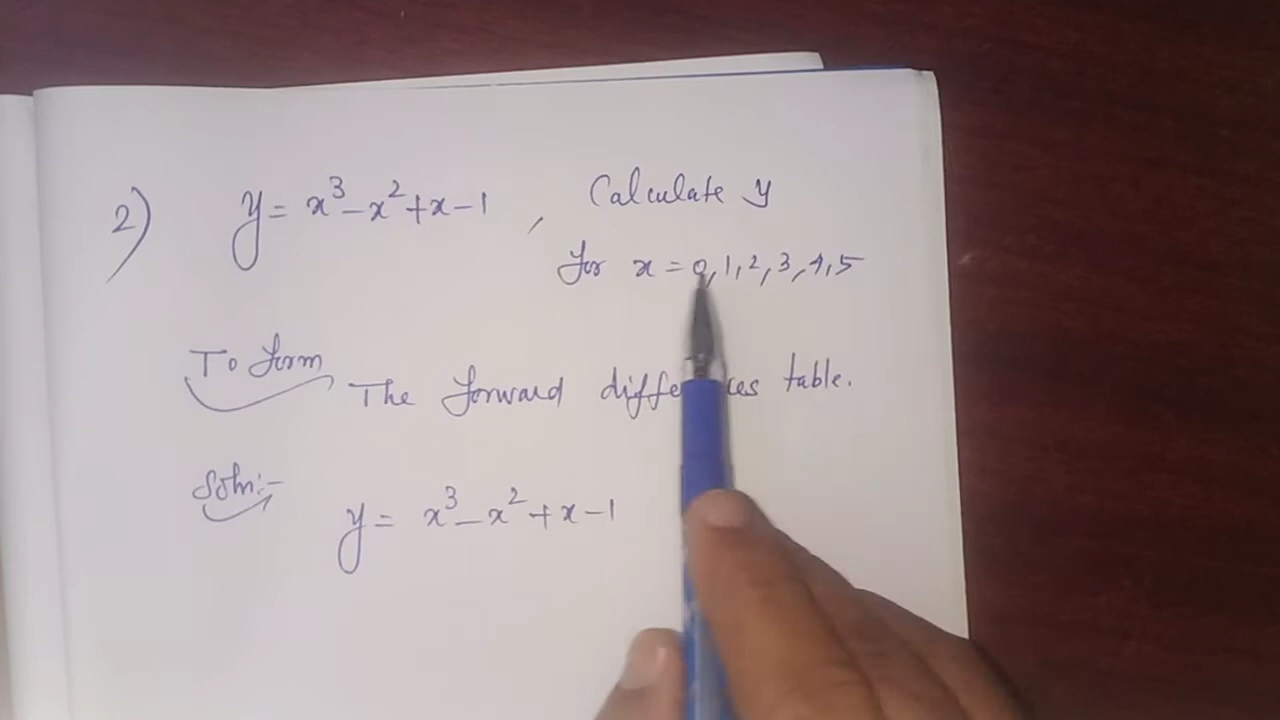 2) y = x³ - x² + x - 1 , Calculate y
for x = 0, 1, 2, 3, 4, 5
To form
The forward differences table.
Soln:-
y = x³ - x² + x - 1